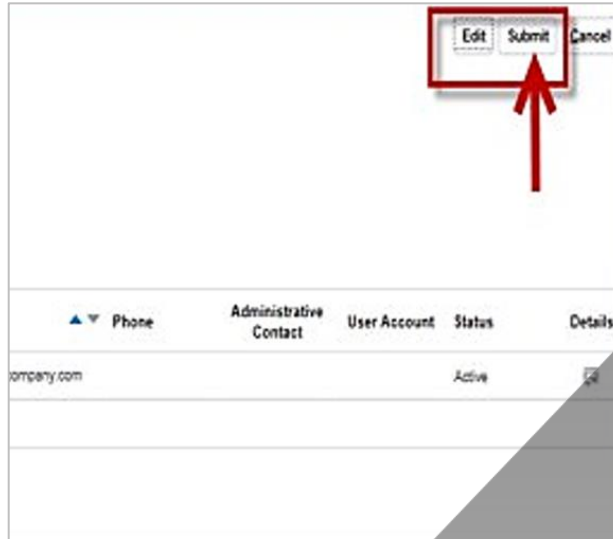 Edit Submit Cancel
Phone Administrative Contact User Account Status Details
ompany.com Active